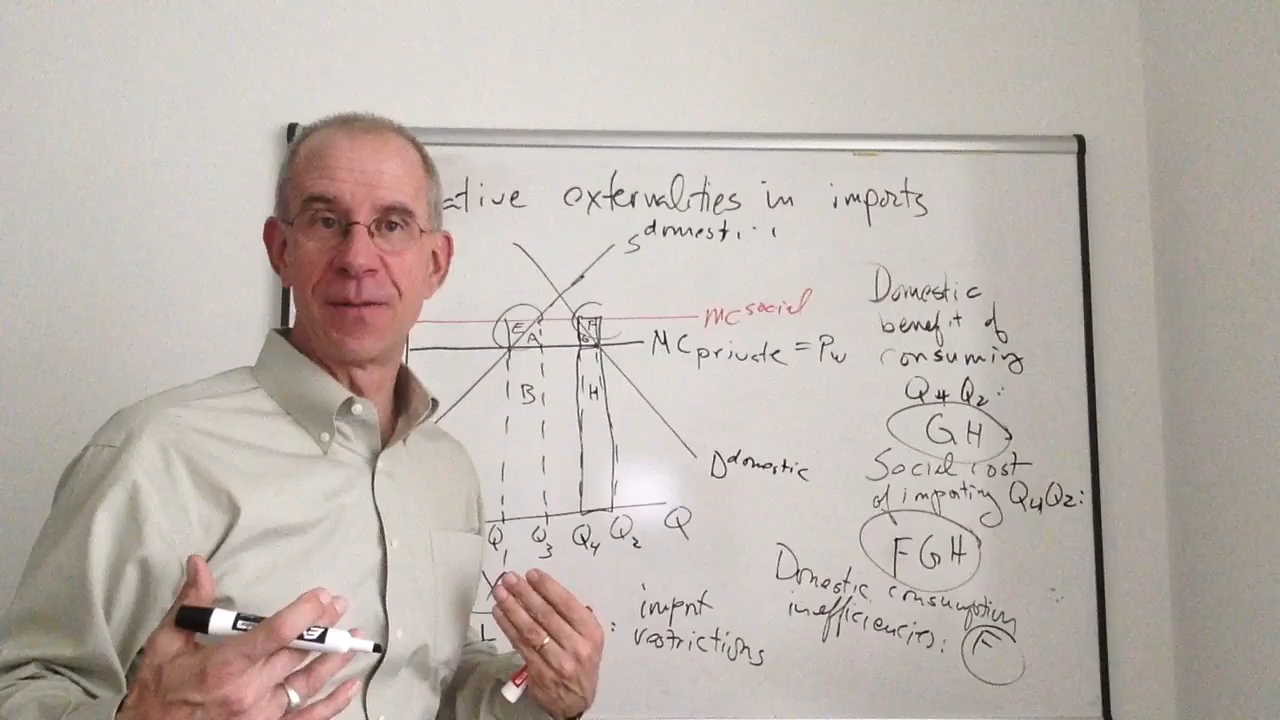 ative externalities in imports
S domesti
MC social
MC private = Pw
E
A
F
G
B
H
D domestic
Q1 Q3 Q4 Q2 Q
import
restrictions
Domestic
benefit of
consuming
Q4 Q2:
GH
Social cost
of importing Q4Q2:
FGH
Domestic consumption
inefficiencies: F